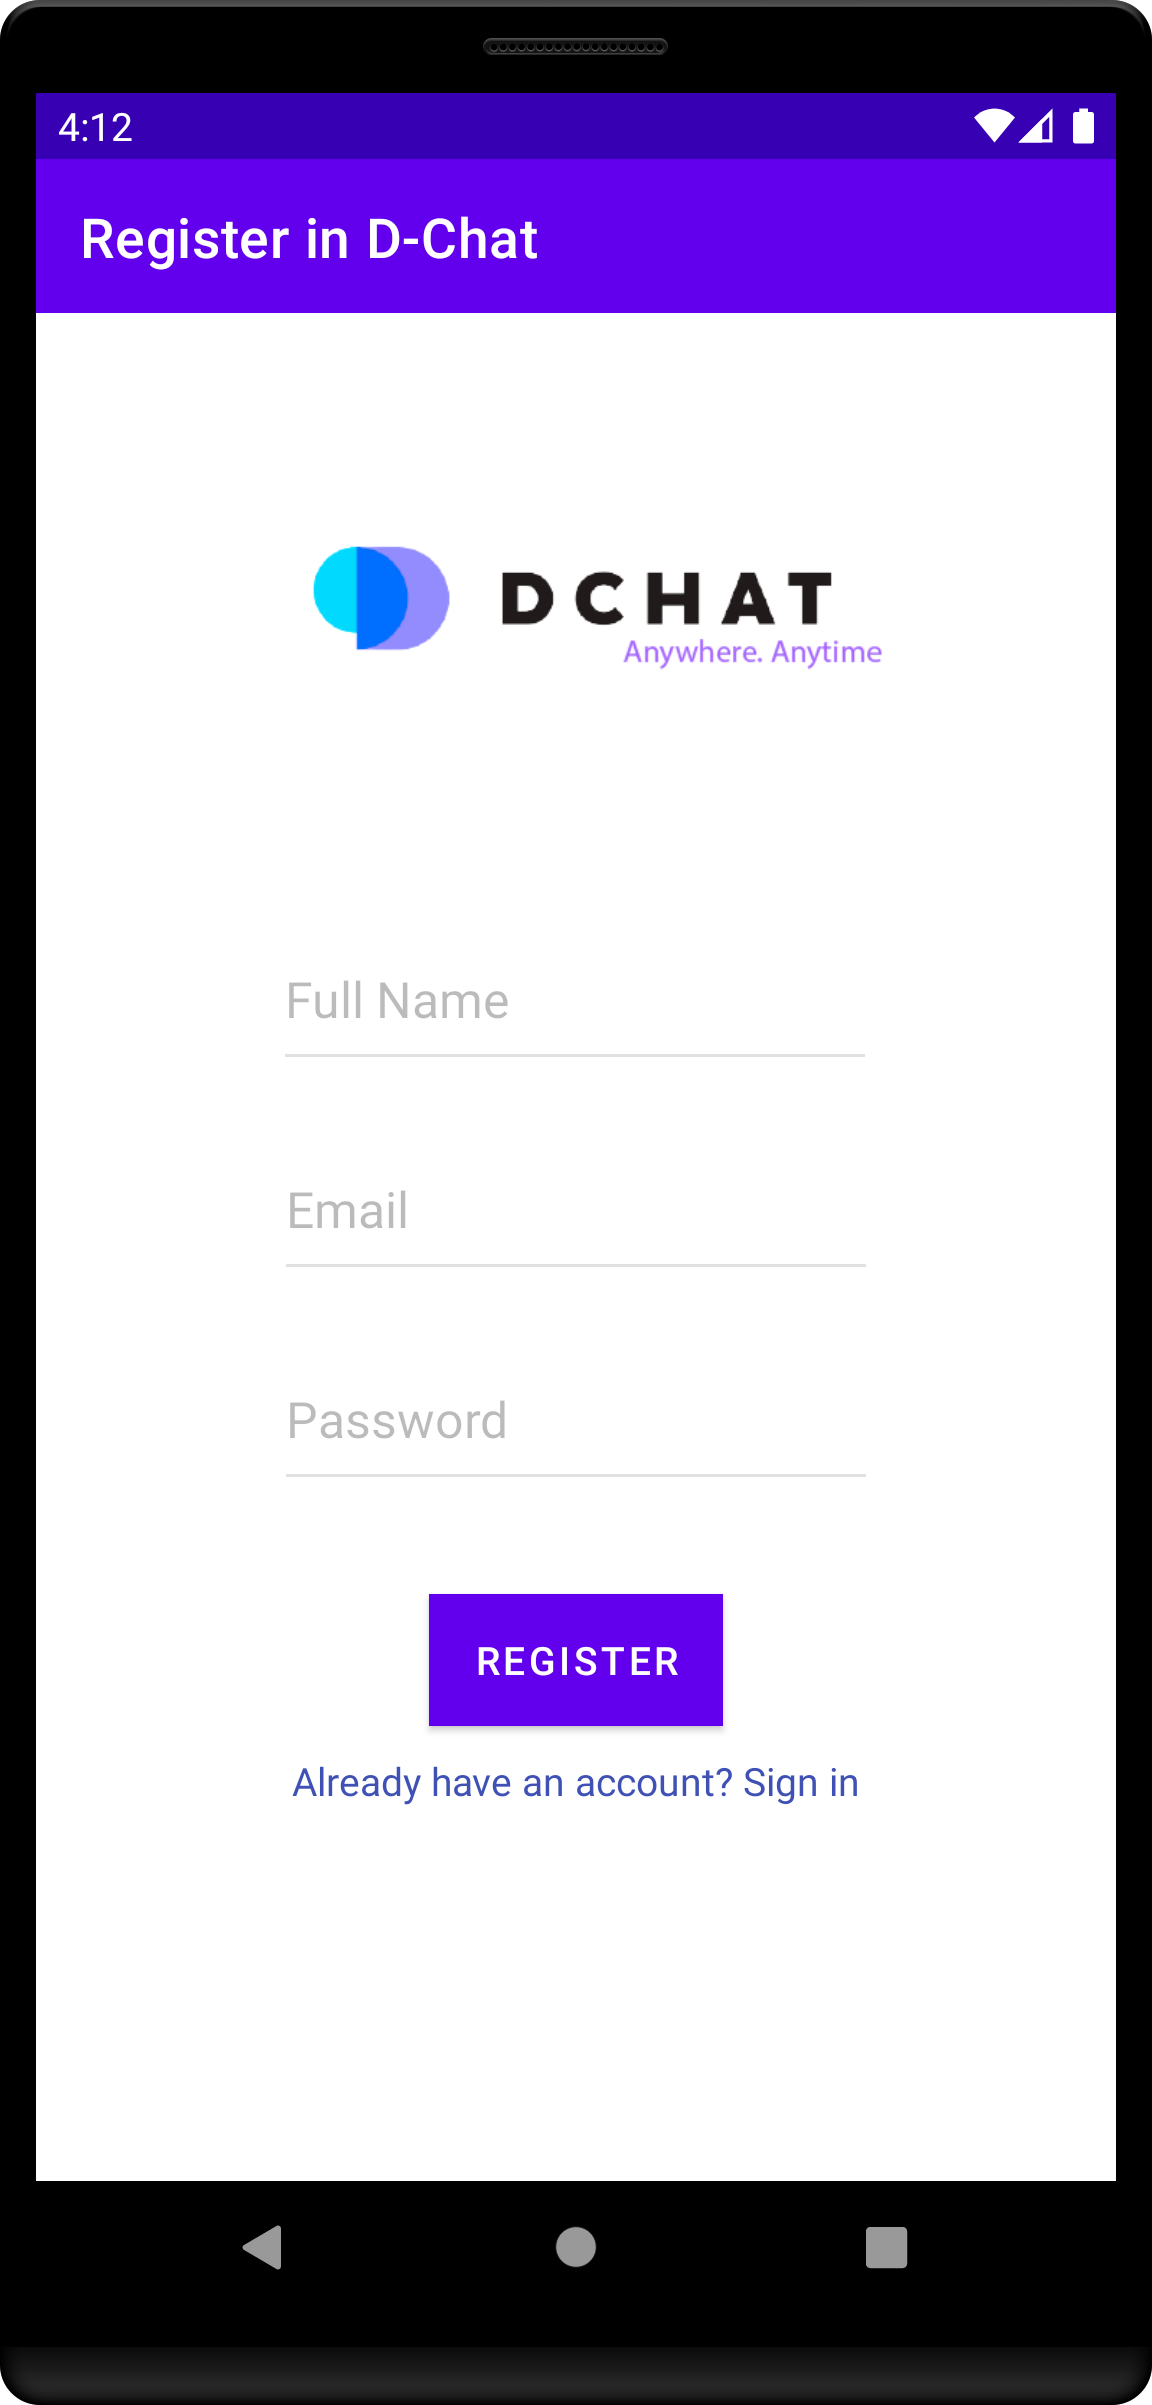 4:12
Register in D-Chat
DCHAT
Anywhere. Anytime
Full Name
Email
Password
REGISTER
Already have an account? Sign in